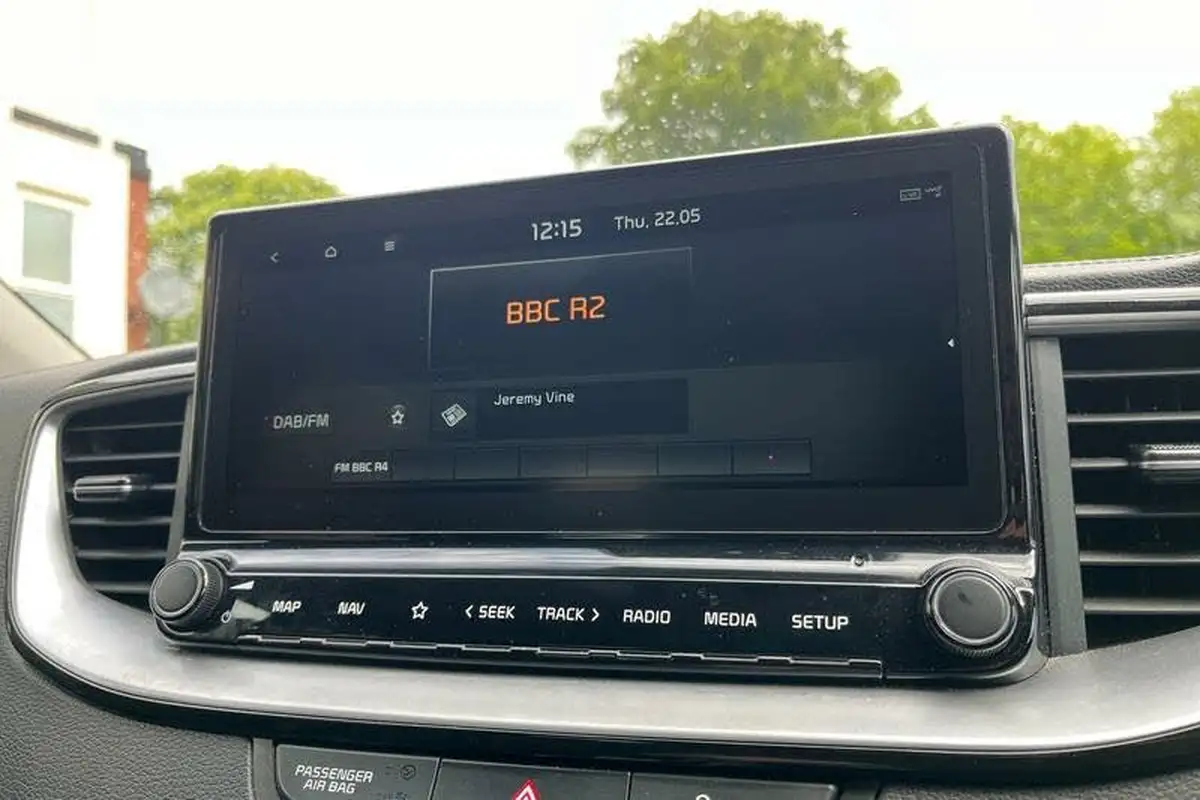 12:15 Thu, 22.05
BBC R2
Jeremy Vine
DAB/FM
FM BBC R4
MAP NAV < SEEK TRACK > RADIO MEDIA SETUP
PASSENGER
AIR BAG